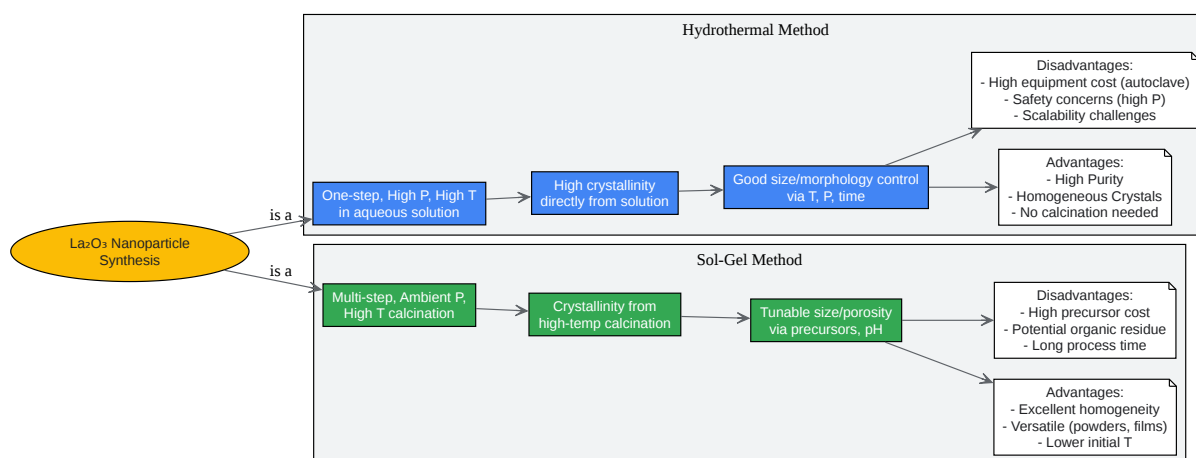 Hydrothermal Method
Disadvantages:
- High equipment cost (autoclave)
- Safety concerns (high P)
- Scalability challenges
Advantages:
- High Purity
- Homogeneous Crystals
- No calcination needed
One-step, High P, High T
in aqueous solution
High crystallinity
directly from solution
Good size/morphology control
via T, P, time
is a
La₂O₃ Nanoparticle
Synthesis
is a
Sol-Gel Method
Multi-step, Ambient P,
High T calcination
Crystallinity from
high-temp calcination
Tunable size/porosity
via precursors, pH
Disadvantages:
- High precursor cost
- Potential organic residue
- Long process time
Advantages:
- Excellent homogeneity
- Versatile (powders, films)
- Lower initial T